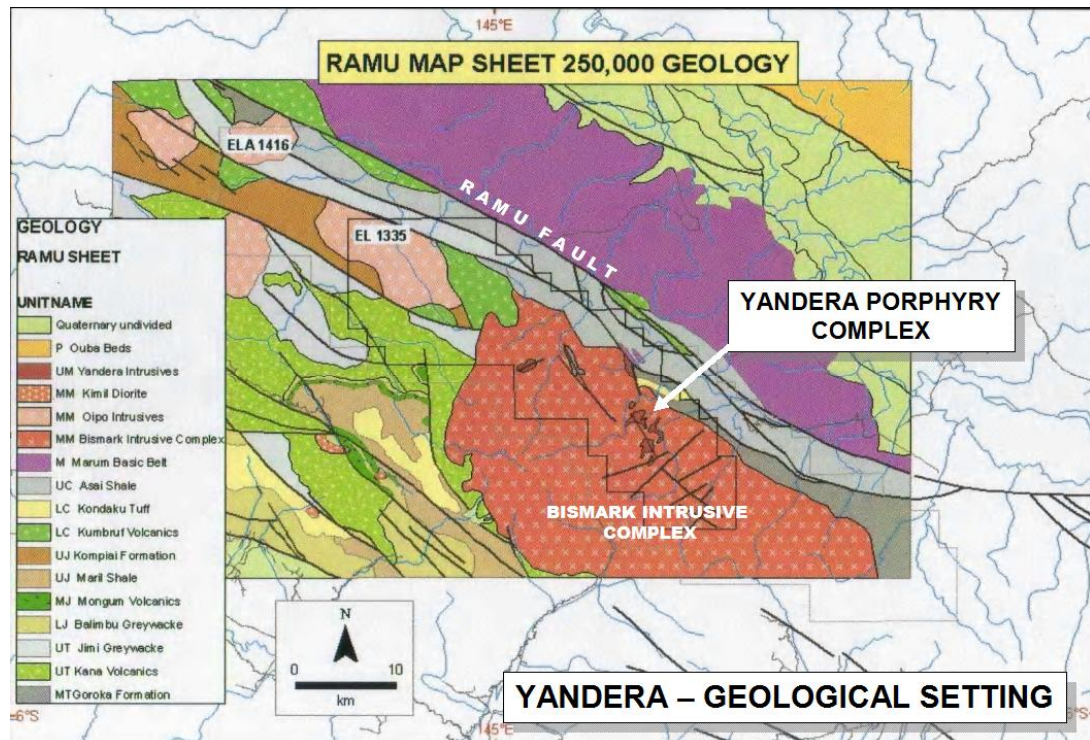 145°E
RAMU MAP SHEET 250,000 GEOLOGY
ELA 1416
RAMU FAULT
EL 1335
YANDERA PORPHYRY
COMPLEX
BISMARK INTRUSIVE
COMPLEX
GEOLOGY
RAMU SHEET
UNITNAME
Quaternary undivided
P Ouba Beds
UM Yandera Intrusives
MM Kimil Diorite
MM Oipo Intrusives
MM Bismark Intrusive Complex
M Marum Basic Belt
UC Asai Shale
LC Kondaku Tuff
LC Kumbruf Volcanics
UJ Kompiai Formation
UJ Maril Shale
MJ Mongum Volcanics
LJ Balimbu Greywacke
UT Jimi Greywacke
UT Kana Volcanics
MTGoroka Formation
N
0 10
km
YANDERA – GEOLOGICAL SETTING
6°S
6°S
145°E